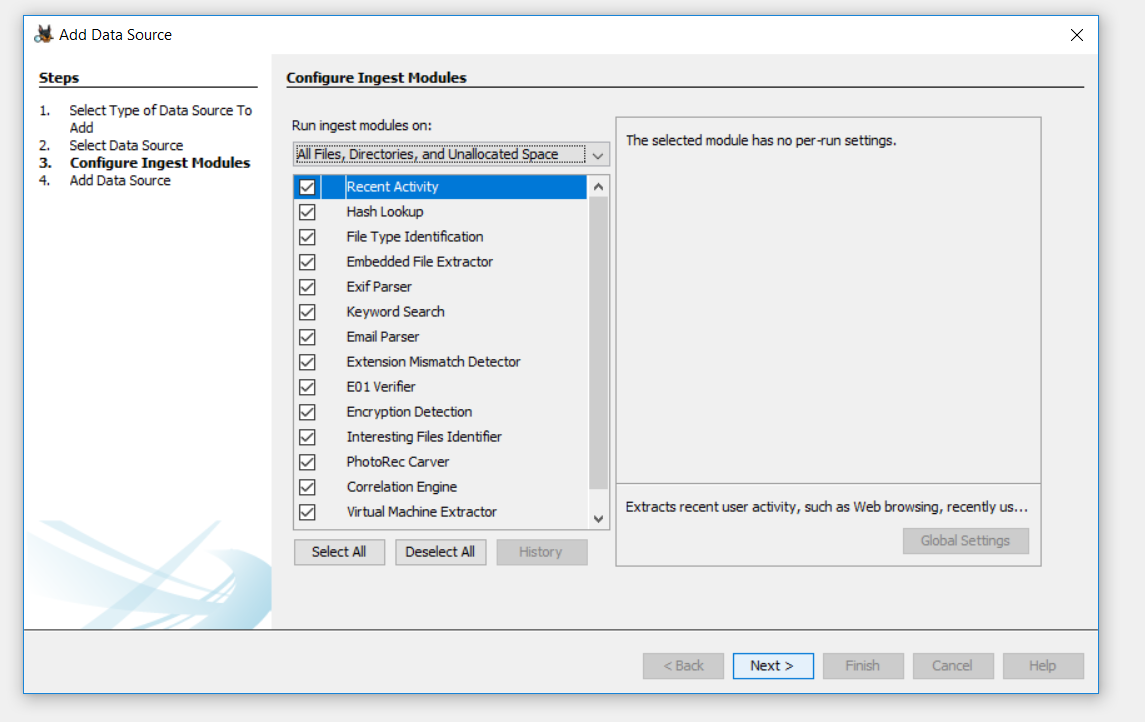 Add Data Source
Steps
1. Select Type of Data Source To
Add
2. Select Data Source
3. Configure Ingest Modules
4. Add Data Source
Configure Ingest Modules
Run ingest modules on:
All Files, Directories, and Unallocated Space
Recent Activity
Hash Lookup
File Type Identification
Embedded File Extractor
Exif Parser
Keyword Search
Email Parser
Extension Mismatch Detector
E01 Verifier
Encryption Detection
Interesting Files Identifier
PhotoRec Carver
Correlation Engine
Virtual Machine Extractor
Select All Deselect All History
The selected module has no per-run settings.
Extracts recent user activity, such as Web browsing, recently us...
Global Settings
< Back Next > Finish Cancel Help